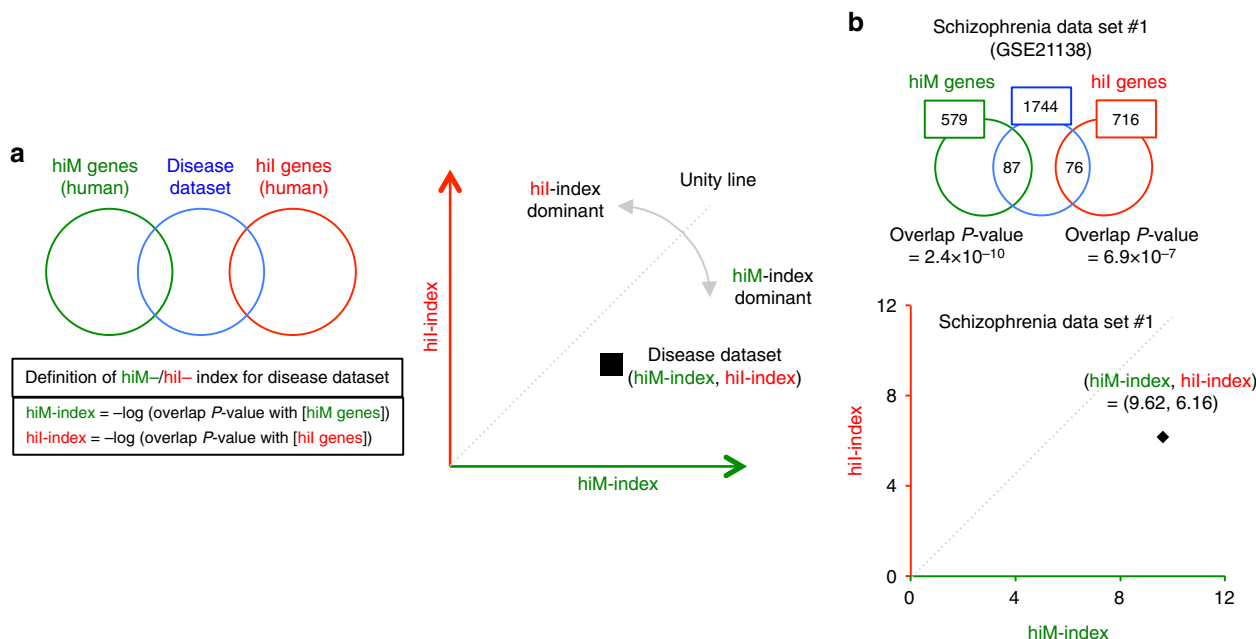 a
hiM genes
(human)
Disease
dataset
hiI genes
(human)
Definition of hiM–/hiI– index for disease dataset
hiM-index = –log (overlap P-value with [hiM genes])
hiI-index = –log (overlap P-value with [hiI genes])
hiI-index
hiI-index
dominant
Unity line
hiM-index
dominant
Disease dataset
(hiM-index, hiI-index)
hiM-index
b
Schizophrenia data set #1
(GSE21138)
hiM genes
hiI genes
579
1744
716
87
76
Overlap P-value
= 2.4×10⁻¹⁰
Overlap P-value
= 6.9×10⁻⁷
Schizophrenia data set #1
(hiM-index, hiI-index)
= (9.62, 6.16)
hiI-index
12
8
4
0
0
4
8
12
hiM-index